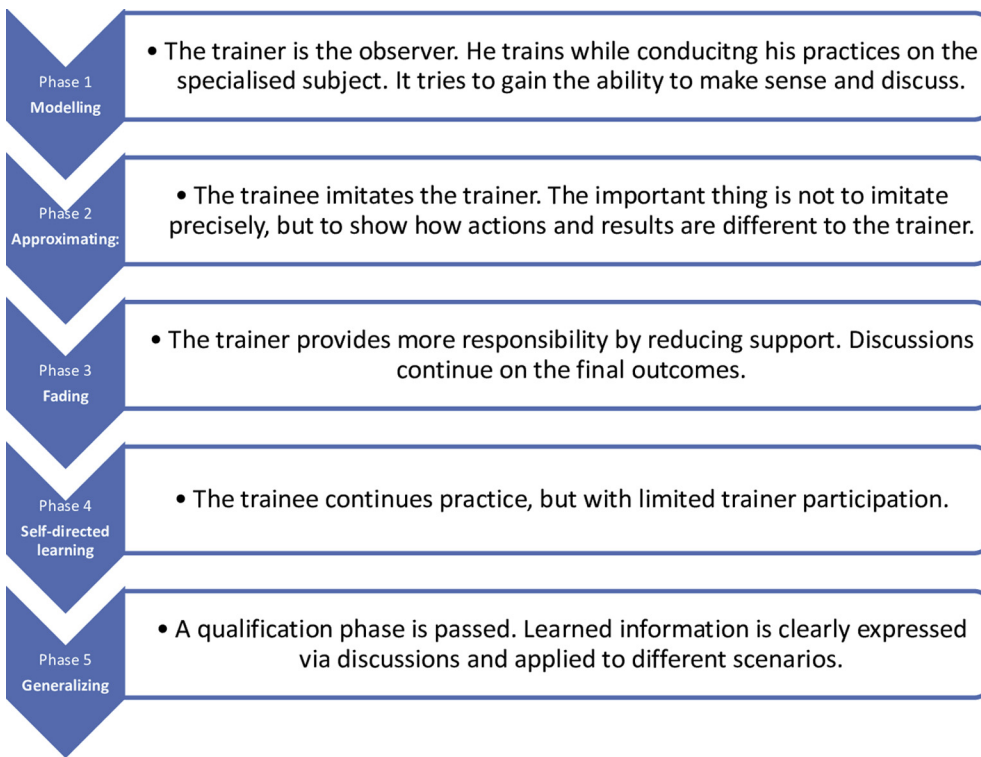 Phase 1
Modelling
• The trainer is the observer. He trains while conducitng his practices on the
specialised subject. It tries to gain the ability to make sense and discuss.
Phase 2
Approximating:
• The trainee imitates the trainer. The important thing is not to imitate
precisely, but to show how actions and results are different to the trainer.
Phase 3
Fading
• The trainer provides more responsibility by reducing support. Discussions
continue on the final outcomes.
Phase 4
Self-directed
learning
• The trainee continues practice, but with limited trainer participation.
Phase 5
Generalizing
• A qualification phase is passed. Learned information is clearly expressed
via discussions and applied to different scenarios.